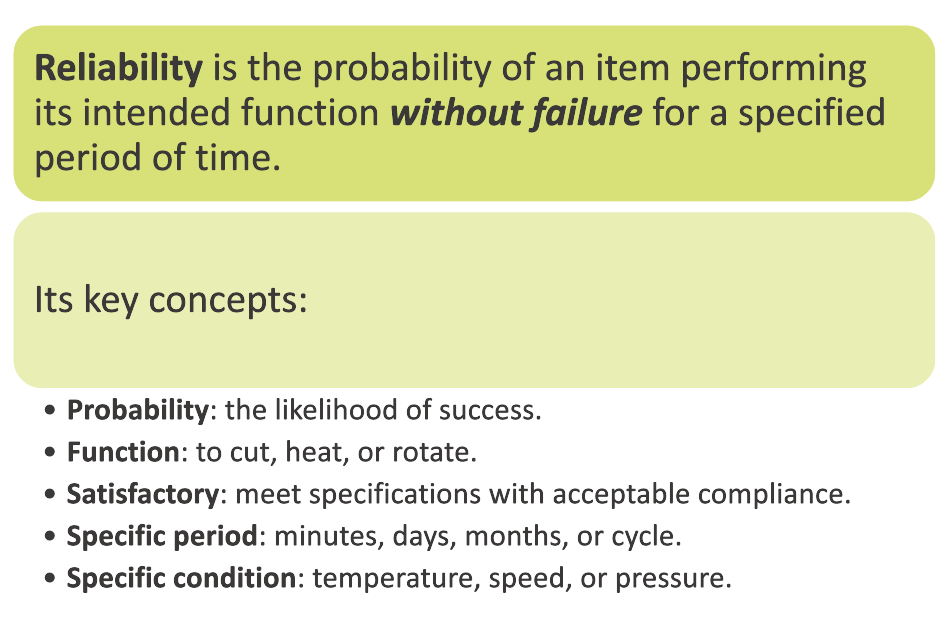 Reliability is the probability of an item performing
its intended function without failure for a specified
period of time.
Its key concepts:
• Probability: the likelihood of success.
• Function: to cut, heat, or rotate.
• Satisfactory: meet specifications with acceptable compliance.
• Specific period: minutes, days, months, or cycle.
• Specific condition: temperature, speed, or pressure.